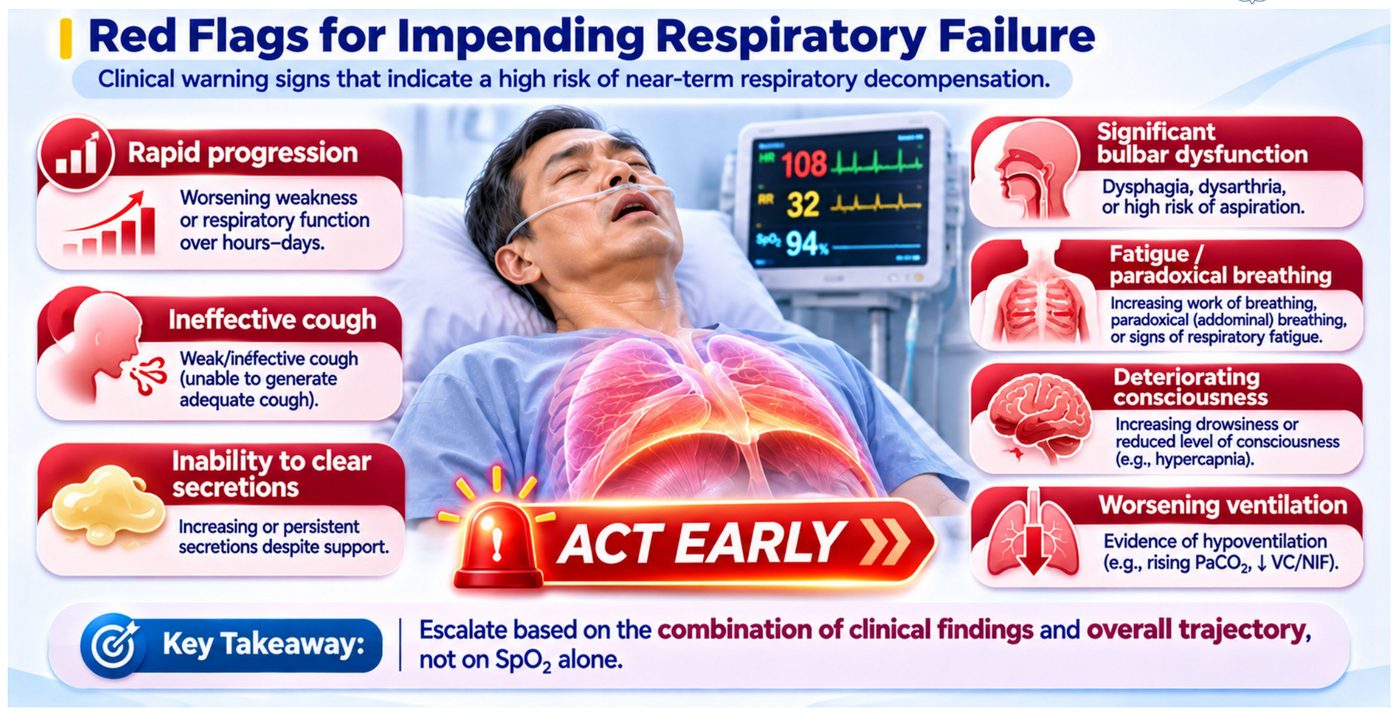 Red Flags for Impending Respiratory Failure
Clinical warning signs that indicate a high risk of near-term respiratory decompensation.
Rapid progression
Worsening weakness
or respiratory function
over hours–days.
Ineffective cough
Weak/inéfective cough
(unable to generate
adequate cough).
Inability to clear
secretions
Increasing or persistent
secretions despite support.
HR 108
RR 32
SpO₂ 94%
ACT EARLY
Significant
bulbar dysfunction
Dysphagia, dysarthria,
or high risk of aspiration.
Fatigue /
paradoxical breathing
Increasing work of breathing,
paradoxical (addominal) breathing,
or signs of respiratory fatigue.
Deteriorating
consciousness
Increasing drowsiness or
reduced level of consciousness
(e.g., hypercapnia).
Worsening ventilation
Evidence of hypoventilation
(e.g., rising PaCO₂, ↓ VC/NIF).
Key Takeaway:
Escalate based on the combination of clinical findings and overall trajectory,
not on SpO₂ alone.